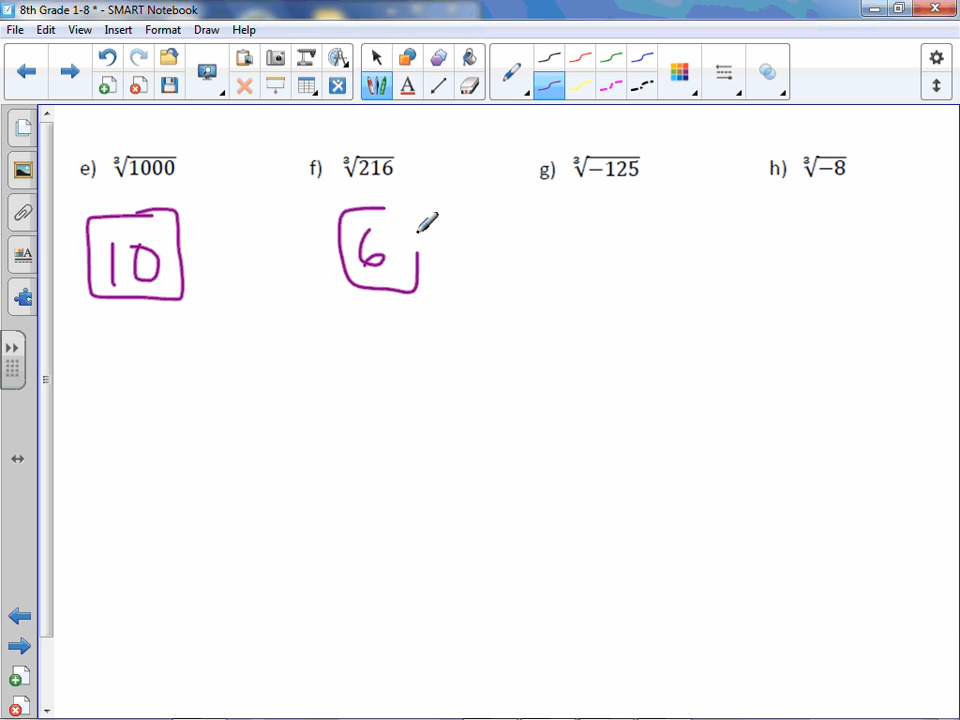 8th Grade 1-8 * - SMART Notebook
File Edit View Insert Format Draw Help
e) ∛1000 f) ∛216 g) ∛−125 h) ∛−8
10 6